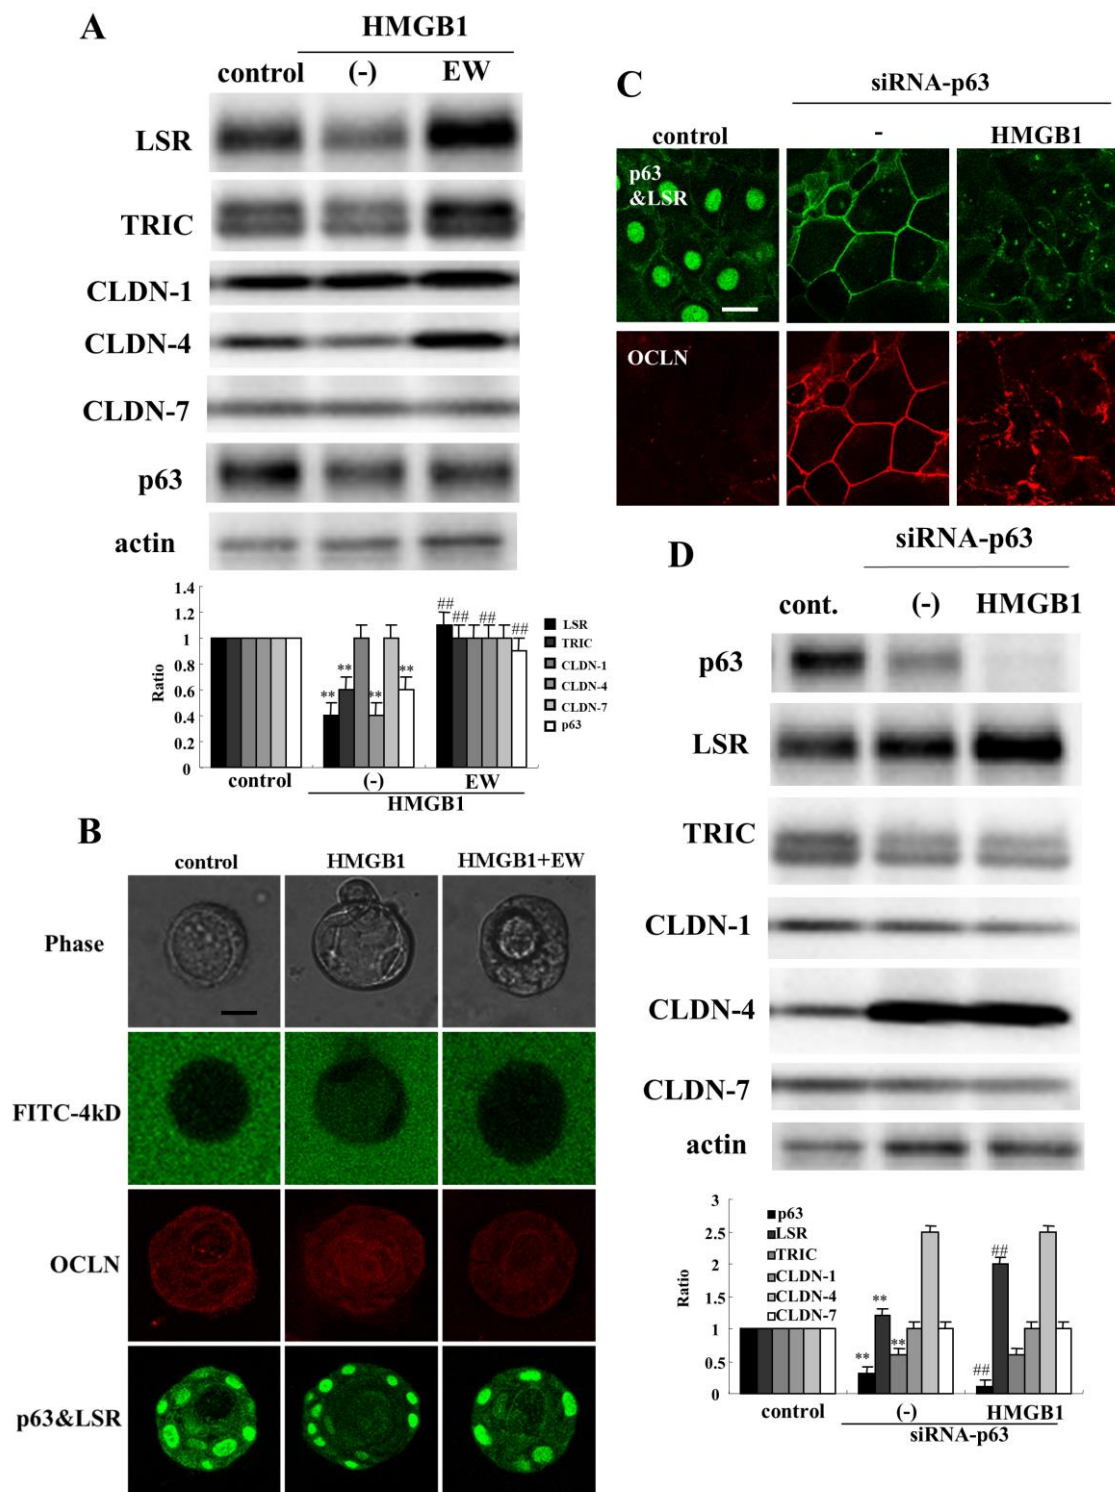 A
HMGB1
control (-) EW
LSR
TRIC
CLDN-1
CLDN-4
CLDN-7
p63
actin
1.4
1.2
1
0.8
0.6
0.4
0.2
0
Ratio
** ** ** **
## ## ## ##
LSR
TRIC
CLDN-1
CLDN-4
CLDN-7
p63
control (-) EW
HMGB1
B
control HMGB1 HMGB1+EW
Phase
FITC-4kD
OCLN
p63&LSR
C
siRNA-p63
control - HMGB1
p63
&LSR
OCLN
D
siRNA-p63
cont. (-) HMGB1
p63
LSR
TRIC
CLDN-1
CLDN-4
CLDN-7
actin
3
2.5
2
1.5
1
0.5
0
Ratio
p63
LSR
TRIC
CLDN-1
CLDN-4
CLDN-7
** ** **
## ##
control (-) HMGB1
siRNA-p63